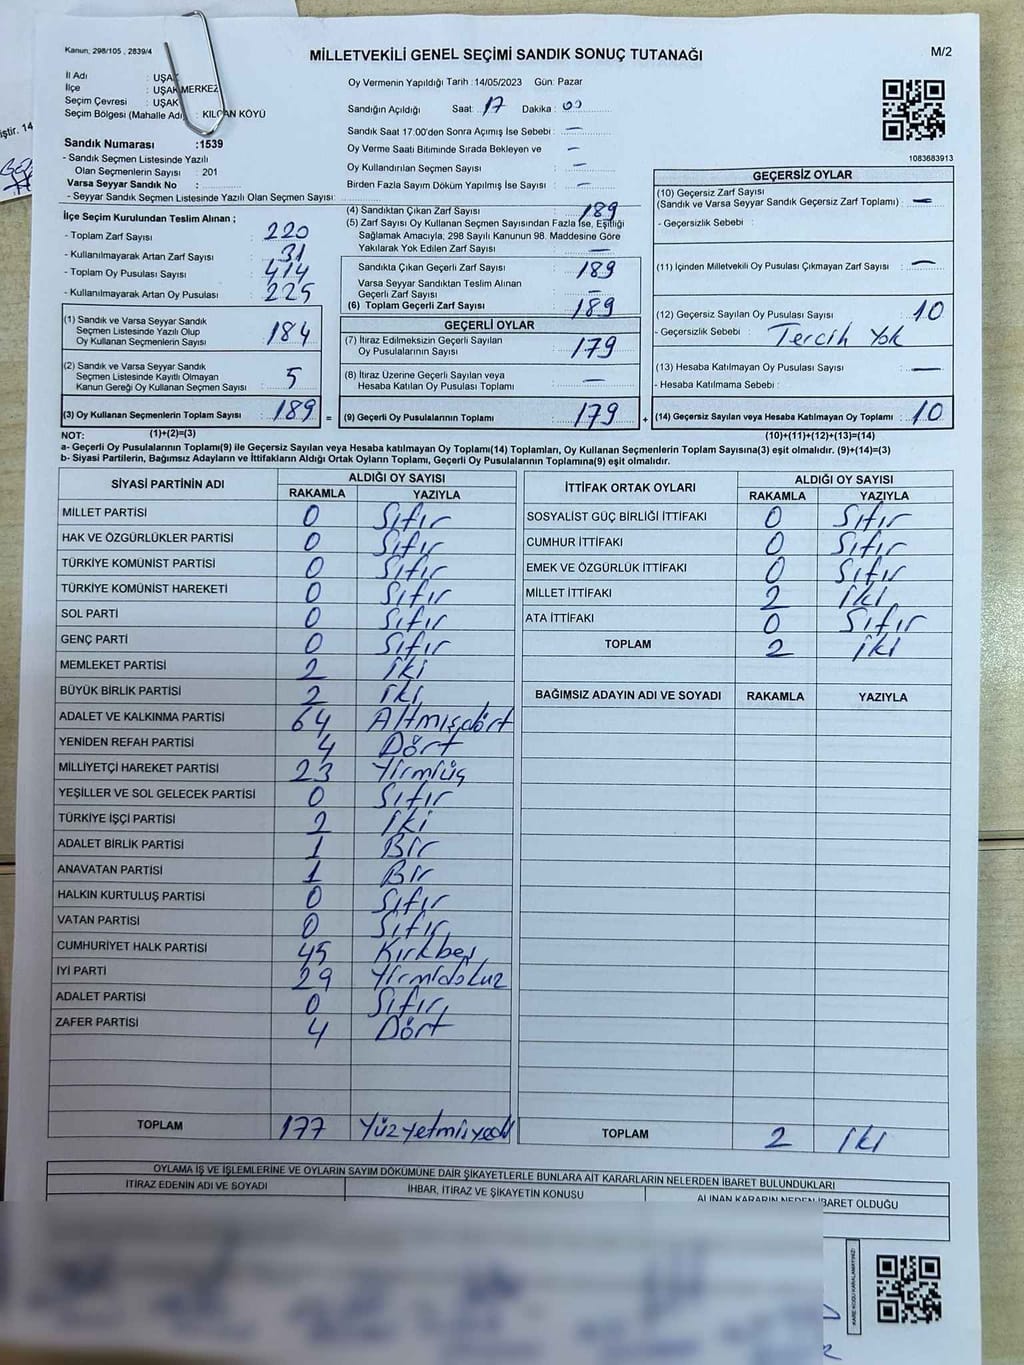 Kanun, 298/105 , 2839/4
MİLLETVEKİLİ GENEL SEÇİMİ SANDIK SONUÇ TUTANAĞI
M/2
İl Adı : UŞAK
İlçe : UŞAK MERKEZ
Seçim Çevresi : UŞAK
Seçim Bölgesi (Mahalle Adı) : KILCAN KÖYÜ
Sandık Numarası :1539
- Sandık Seçmen Listesinde Yazılı
Olan Seçmenlerin Sayısı : 201
Varsa Seyyar Sandık No :
- Seyyar Sandık Seçmen Listesinde Yazılı Olan Seçmen Sayısı:
Oy Vermenin Yapıldığı Tarih :14/05/2023 Gün: Pazar
Sandığın Açıldığı Saat: 17 Dakika : 00
Sandık Saat 17.00'den Sonra Açımış İse Sebebi : —
Oy Verme Saati Bitiminde Sırada Bekleyen ve —
Oy Kullandırılan Seçmen Sayısı : —
Birden Fazla Sayım Döküm Yapılmış İse Sayısı : —
1083683913
İlçe Seçim Kurulundan Teslim Alınan ;
- Toplam Zarf Sayısı : 220
- Kullanılmayarak Artan Zarf Sayısı : 31
- Toplam Oy Pusulası Sayısı : 414
- Kullanılmayarak Artan Oy Pusulası : 225
(1) Sandık ve Varsa Seyyar Sandık
Seçmen Listesinde Yazılı Olup
Oy Kullanan Seçmenlerin Sayısı : 184
(2) Sandık ve Varsa Seyyar Sandık
Seçmen Listesinde Kayıtlı Olmayan
Kanun Gereği Oy Kullanan Seçmen Sayısı : 5
(3) Oy Kullanan Seçmenlerin Toplam Sayısı : 189 =
(1)+(2)=(3)
(4) Sandıktan Çıkan Zarf Sayısı : 189
(5) Zarf Sayısı Oy Kullanan Seçmen Sayısından Fazla İse, Eşitliği
Sağlamak Amacıyla, 298 Sayılı Kanunun 98. Maddesine Göre
Yakılarak Yok Edilen Zarf Sayısı : —
Sandıkta Çıkan Geçerli Zarf Sayısı : 189
Varsa Seyyar Sandıktan Teslim Alınan
Geçerli Zarf Sayısı : —
(6) Toplam Geçerli Zarf Sayısı : 189
GEÇERLİ OYLAR
(7) İtiraz Edilmeksizin Geçerli Sayılan
Oy Pusulalarının Sayısı : 179
(8) İtiraz Üzerine Geçerli Sayılan veya
Hesaba Katılan Oy Pusulası Toplamı : —
(9) Geçerli Oy Pusulalarının Toplamı : 179 +
GEÇERSİZ OYLAR
(10) Geçersiz Zarf Sayısı
(Sandık ve Varsa Seyyar Sandık Geçersiz Zarf Toplamı) : —
- Geçersizlik Sebebi :
(11) İçinden Milletvekili Oy Pusulası Çıkmayan Zarf Sayısı : —
(12) Geçersiz Sayılan Oy Pusulası Sayısı : 10
- Geçersizlik Sebebi : Tercih Yok
(13) Hesaba Katılmayan Oy Pusulası Sayısı : —
- Hesaba Katılmama Sebebi :
(14) Geçersiz Sayılan veya Hesaba Katılmayan Oy Toplamı : 10
(10)+(11)+(12)+(13)=(14)
NOT:
a- Geçerli Oy Pusulalarının Toplamı(9) ile Geçersiz Sayılan veya Hesaba katılmayan Oy Toplamı(14) Toplamları, Oy Kullanan Seçmenlerin Toplam Sayısına(3) eşit olmalıdır. (9)+(14)=(3)
b- Siyasi Partilerin, Bağımsız Adayların ve İttifakların Aldığı Ortak Oyların Toplamı, Geçerli Oy Pusulalarının Toplamına(9) eşit olmalıdır.
SİYASİ PARTİNİN ADI
ALDIĞI OY SAYISI
RAKAMLA YAZIYLA
MİLLET PARTİSİ 0 Sıfır
HAK VE ÖZGÜRLÜKLER PARTİSİ 0 Sıfır
TÜRKİYE KOMÜNİST PARTİSİ 0 Sıfır
TÜRKİYE KOMÜNİST HAREKETİ 0 Sıfır
SOL PARTİ 0 Sıfır
GENÇ PARTİ 0 Sıfır
MEMLEKET PARTİSİ 2 iki
BÜYÜK BİRLİK PARTİSİ 2 iki
ADALET VE KALKINMA PARTİSİ 64 Altmışdört
YENİDEN REFAH PARTİSİ 4 Dört
MİLLİYETÇİ HAREKET PARTİSİ 23 Yirmiüç
YEŞİLLER VE SOL GELECEK PARTİSİ 0 Sıfır
TÜRKİYE İŞÇİ PARTİSİ 2 iki
ADALET BİRLİK PARTİSİ 1 Bir
ANAVATAN PARTİSİ 1 Bir
HALKIN KURTULUŞ PARTİSİ 0 Sıfır
VATAN PARTİSİ 0 Sıfır
CUMHURİYET HALK PARTİSİ 45 Kırkbeş
İYİ PARTİ 29 Yirmidokuz
ADALET PARTİSİ 0 Sıfır
ZAFER PARTİSİ 4 Dört
TOPLAM 177 Yüzyetmişyedi
İTTİFAK ORTAK OYLARI
ALDIĞI OY SAYISI
RAKAMLA YAZIYLA
SOSYALİST GÜÇ BİRLİĞİ İTTİFAKI 0 Sıfır
CUMHUR İTTİFAKI 0 Sıfır
EMEK VE ÖZGÜRLÜK İTTİFAKI 0 Sıfır
MİLLET İTTİFAKI 2 iki
ATA İTTİFAKI 0 Sıfır
TOPLAM 2 iki
BAĞIMSIZ ADAYIN ADI VE SOYADI RAKAMLA YAZIYLA
TOPLAM 2 iki
OYLAMA İŞ VE İŞLEMLERİNE VE OYLARIN SAYIM DÖKÜMÜNE DAİR ŞİKAYETLERLE BUNLARA AİT KARARLARIN NELERDEN İBARET BULUNDUKLARI
İTİRAZ EDENİN ADI VE SOYADI
İHBAR, İTİRAZ VE ŞİKAYETİN KONUSU
ALINAN KARARIN NEDEN İBARET OLDUĞU